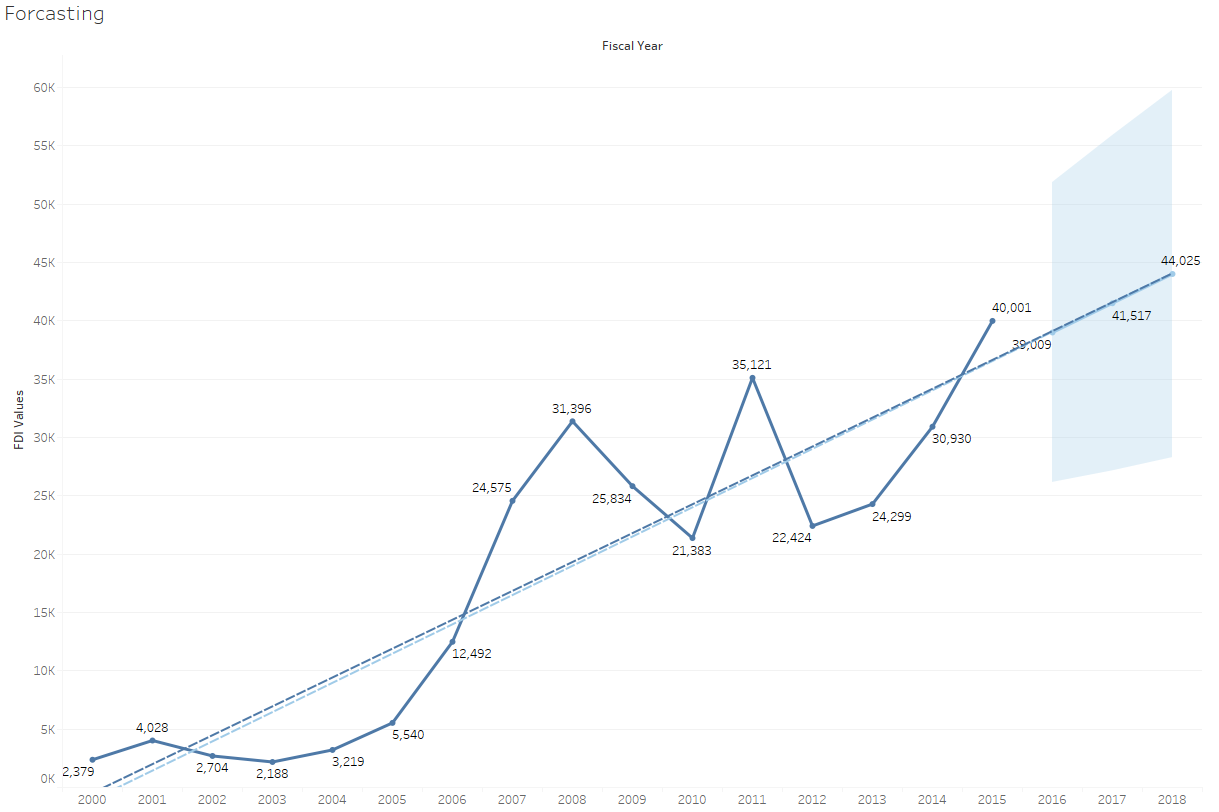 Forcasting
Fiscal Year
60K
55K
50K
45K
40K
35K
30K
25K
20K
15K
10K
5K
0K
FDI Values
2,379
4,028
2,704
2,188
3,219
5,540
12,492
24,575
31,396
25,834
21,383
35,121
22,424
24,299
30,930
40,001
39,009
41,517
44,025
2000 2001 2002 2003 2004 2005 2006 2007 2008 2009 2010 2011 2012 2013 2014 2015 2016 2017 2018